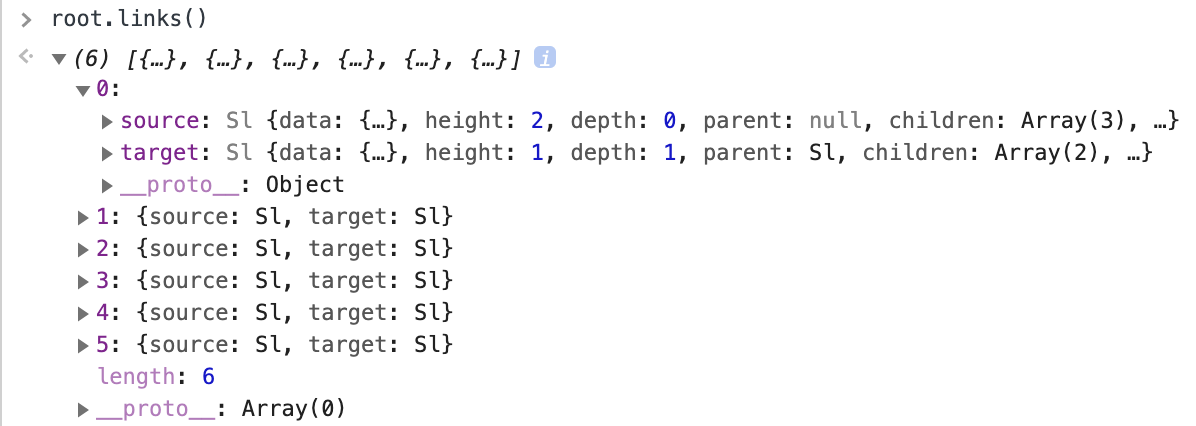 > root.links()
(6) [{…}, {…}, {…}, {…}, {…}, {…}] i
0:
source: Sl {data: {…}, height: 2, depth: 0, parent: null, children: Array(3), …}
target: Sl {data: {…}, height: 1, depth: 1, parent: Sl, children: Array(2), …}
__proto__: Object
1: {source: Sl, target: Sl}
2: {source: Sl, target: Sl}
3: {source: Sl, target: Sl}
4: {source: Sl, target: Sl}
5: {source: Sl, target: Sl}
length: 6
__proto__: Array(0)